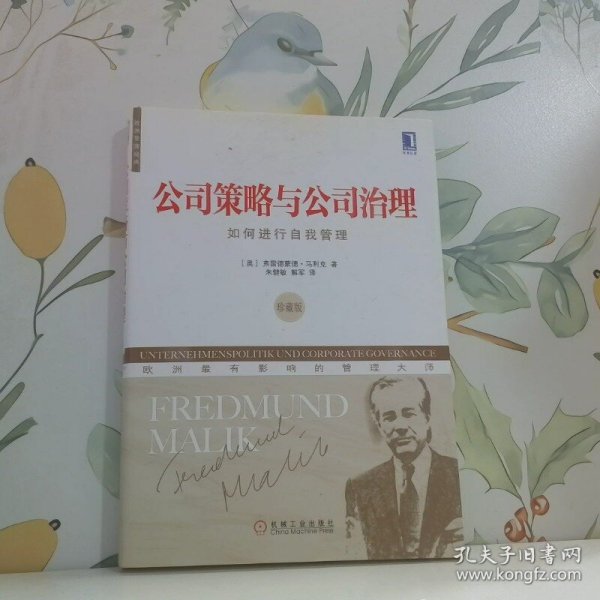 公司策略与公司治理
如何进行自我管理
[奥] 弗雷德蒙德·马利克 著
朱健敏 解军 译
珍藏版
UNTERNEHMENSPOLITIK UND CORPORATE GOVERNANCE
欧洲最有影响的管理大师
FREDMUND
MALIK
Fredmund
Malik
机械工业出版社
China Machine Press
孔夫子旧书网
www.kongfz.com